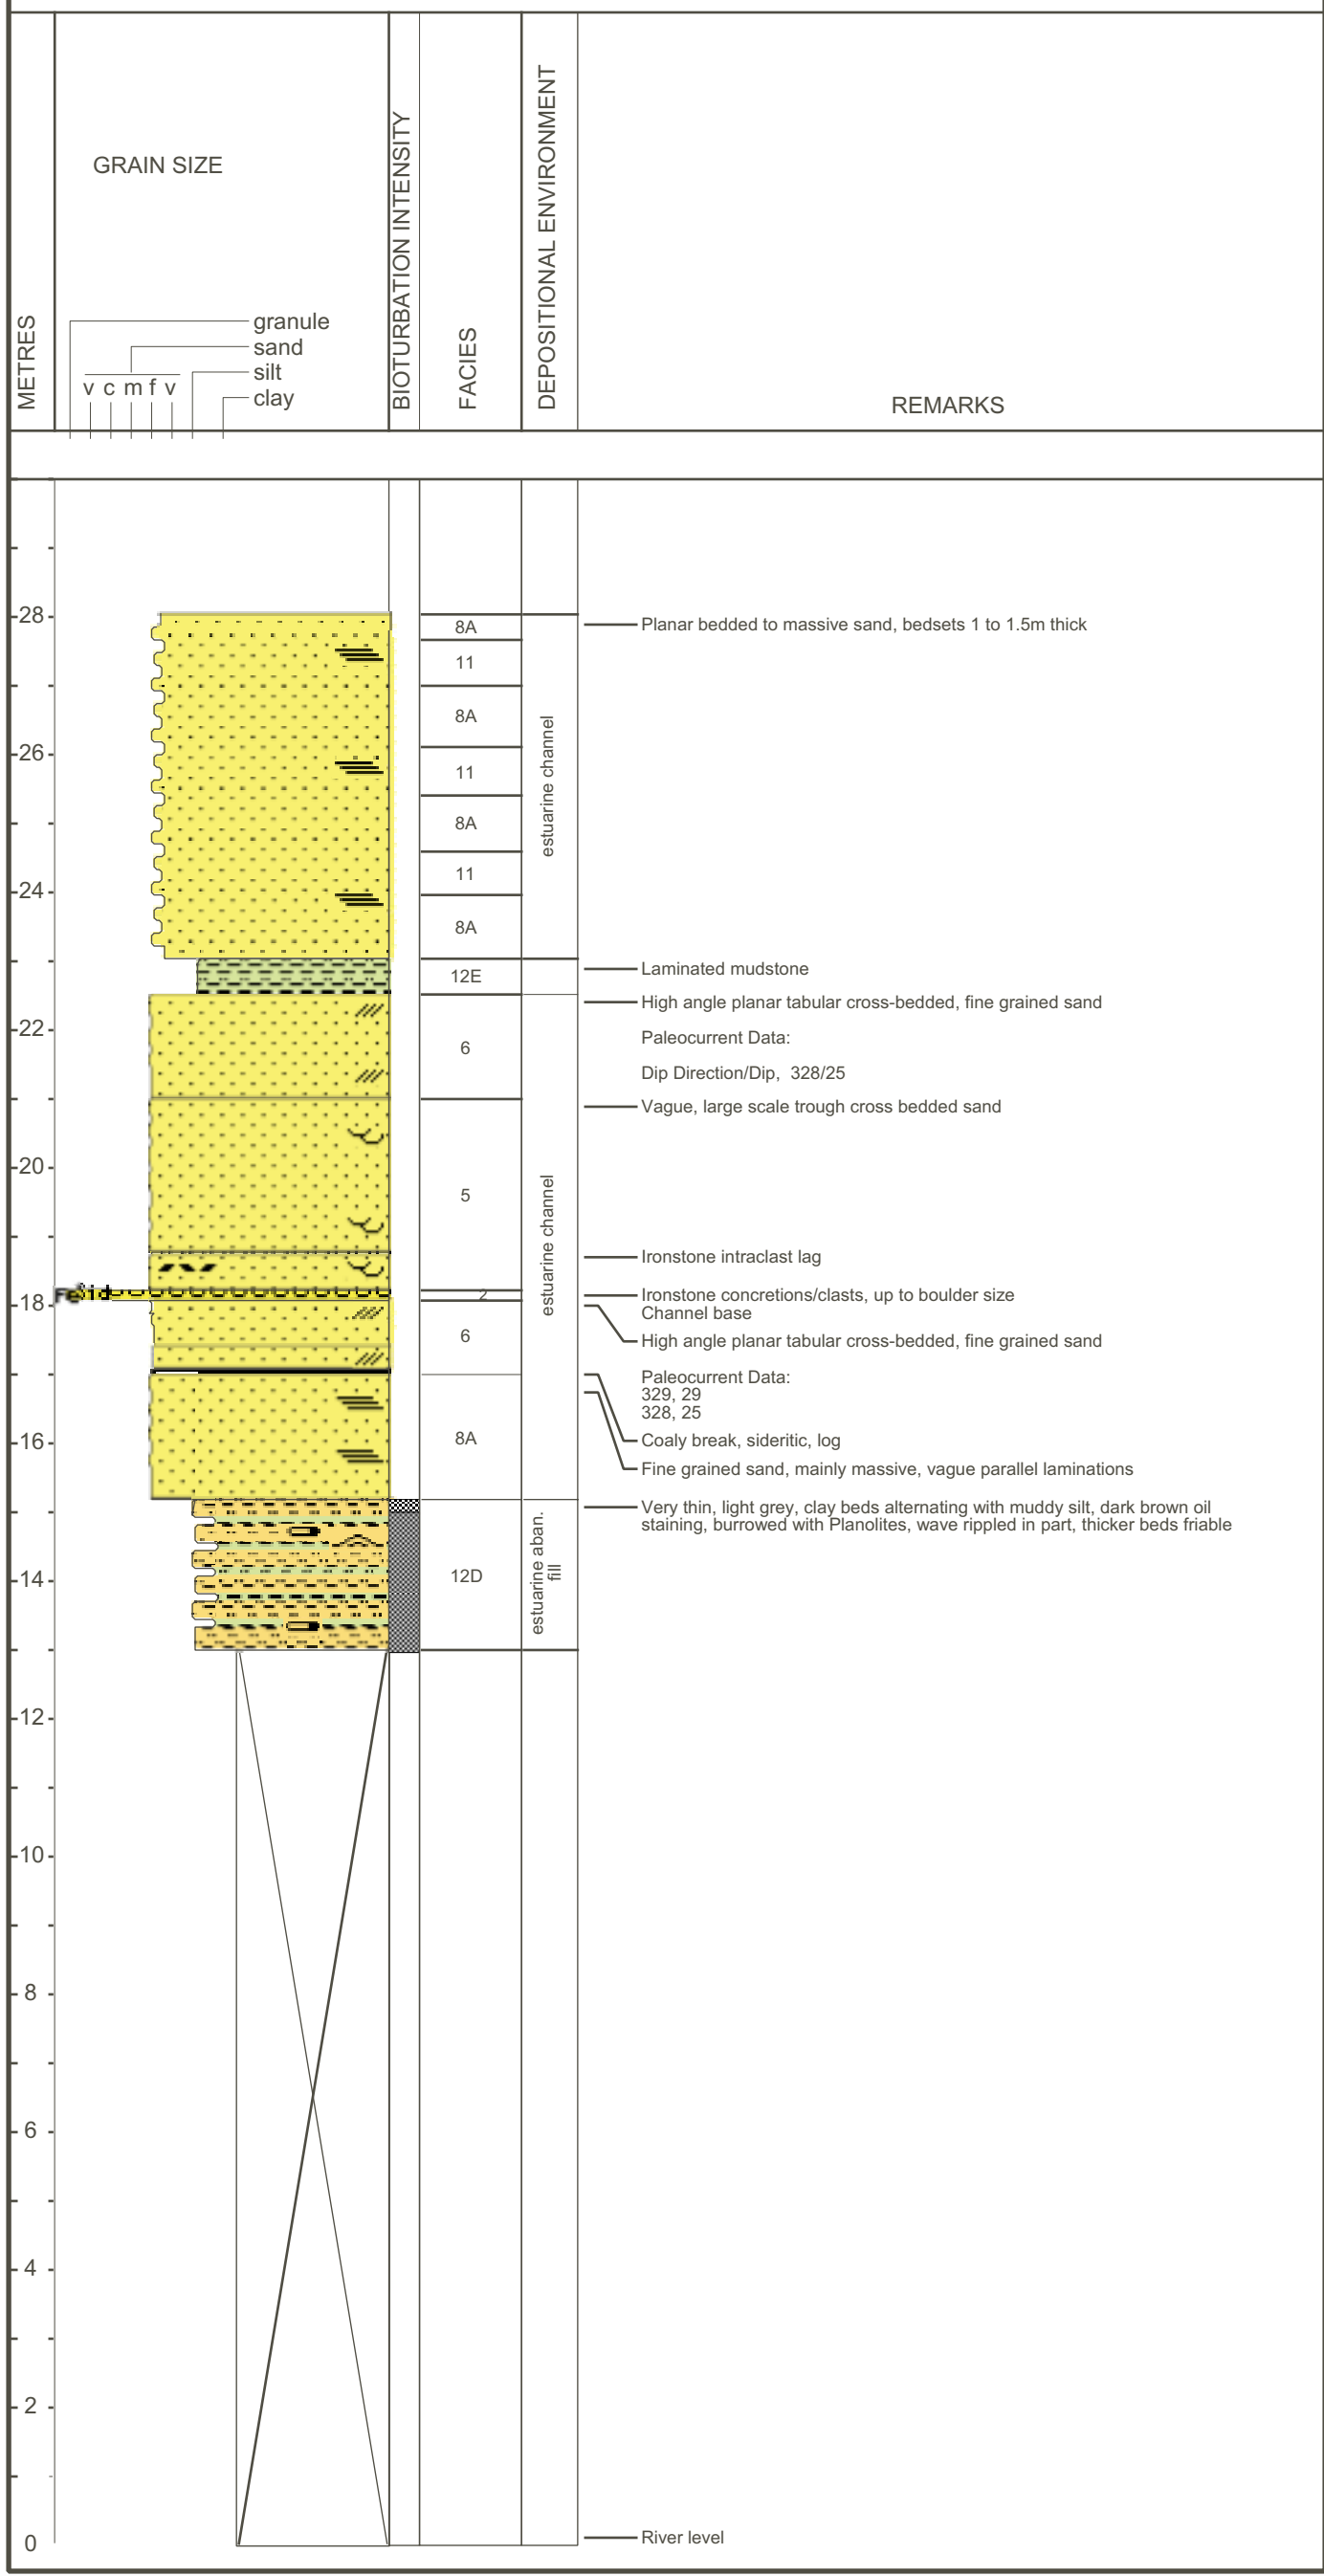 METRES
GRAIN SIZE
granule
sand
silt
clay
v c m f v
BIOTURBATION INTENSITY
FACIES
DEPOSITIONAL ENVIRONMENT
REMARKS
28
26
24
22
20
18
16
14
12
10
8
6
4
2
0
8A
11
8A
11
8A
11
8A
12E
6
5
2
6
8A
12D
estuarine channel
estuarine channel
estuarine aban.
fill
Planar bedded to massive sand, bedsets 1 to 1.5m thick
Laminated mudstone
High angle planar tabular cross-bedded, fine grained sand
Paleocurrent Data:
Dip Direction/Dip, 328/25
Vague, large scale trough cross bedded sand
Ironstone intraclast lag
Ironstone concretions/clasts, up to boulder size
Channel base
High angle planar tabular cross-bedded, fine grained sand
Paleocurrent Data:
329, 29
328, 25
Coaly break, sideritic, log
Fine grained sand, mainly massive, vague parallel laminations
Very thin, light grey, clay beds alternating with muddy silt, dark brown oil
staining, burrowed with Planolites, wave rippled in part, thicker beds friable
River level